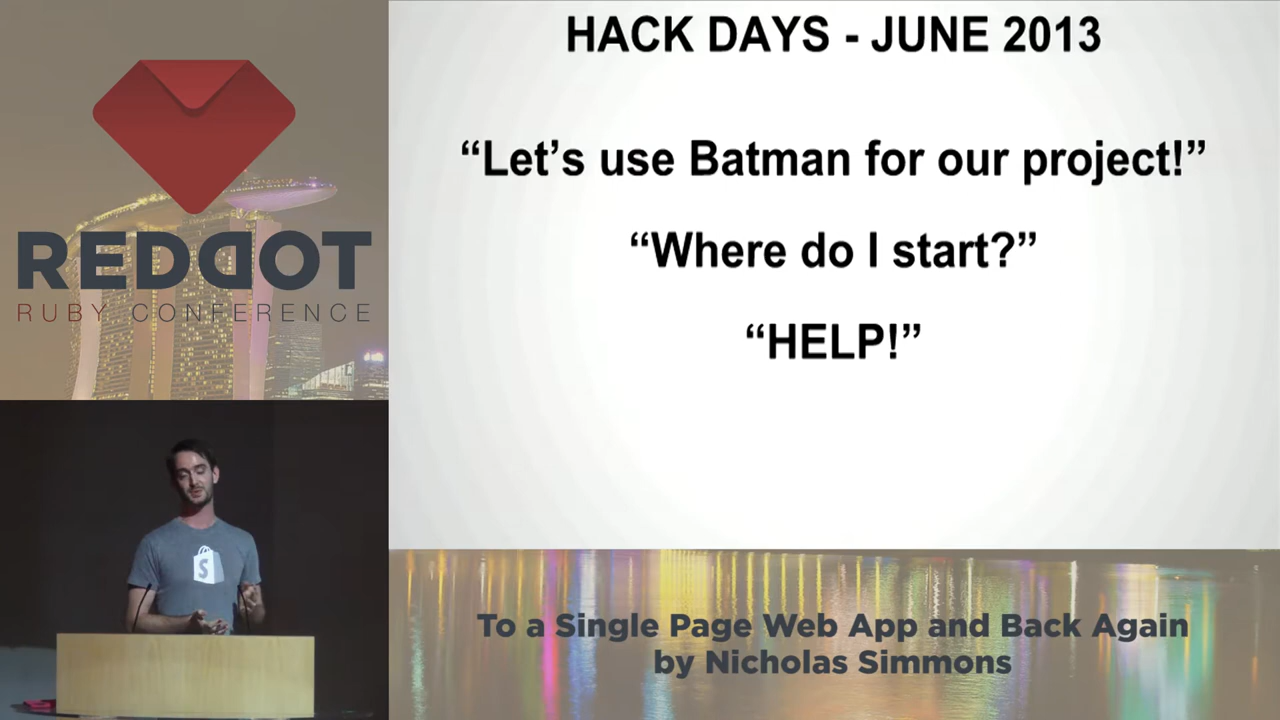 REDDOT
RUBY CONFERENCE
HACK DAYS - JUNE 2013
“Let’s use Batman for our project!”
“Where do I start?”
“HELP!”
S
To a Single Page Web App and Back Again
by Nicholas Simmons